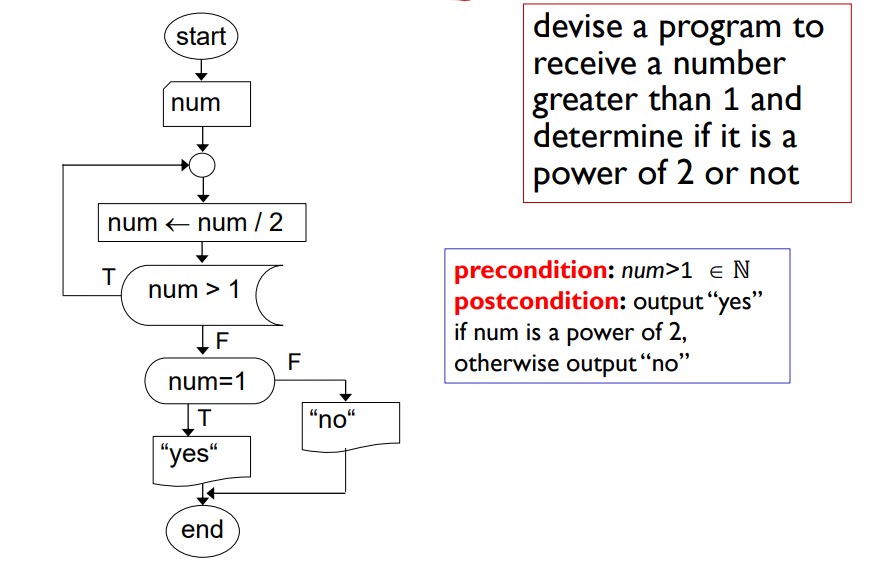 start
num
num ← num / 2
T
num > 1
F
num=1
F
T
“no“
“yes“
end
devise a program to
receive a number
greater than 1 and
determine if it is a
power of 2 or not
precondition: num>1 ∈ ℕ
postcondition: output “yes”
if num is a power of 2,
otherwise output “no”